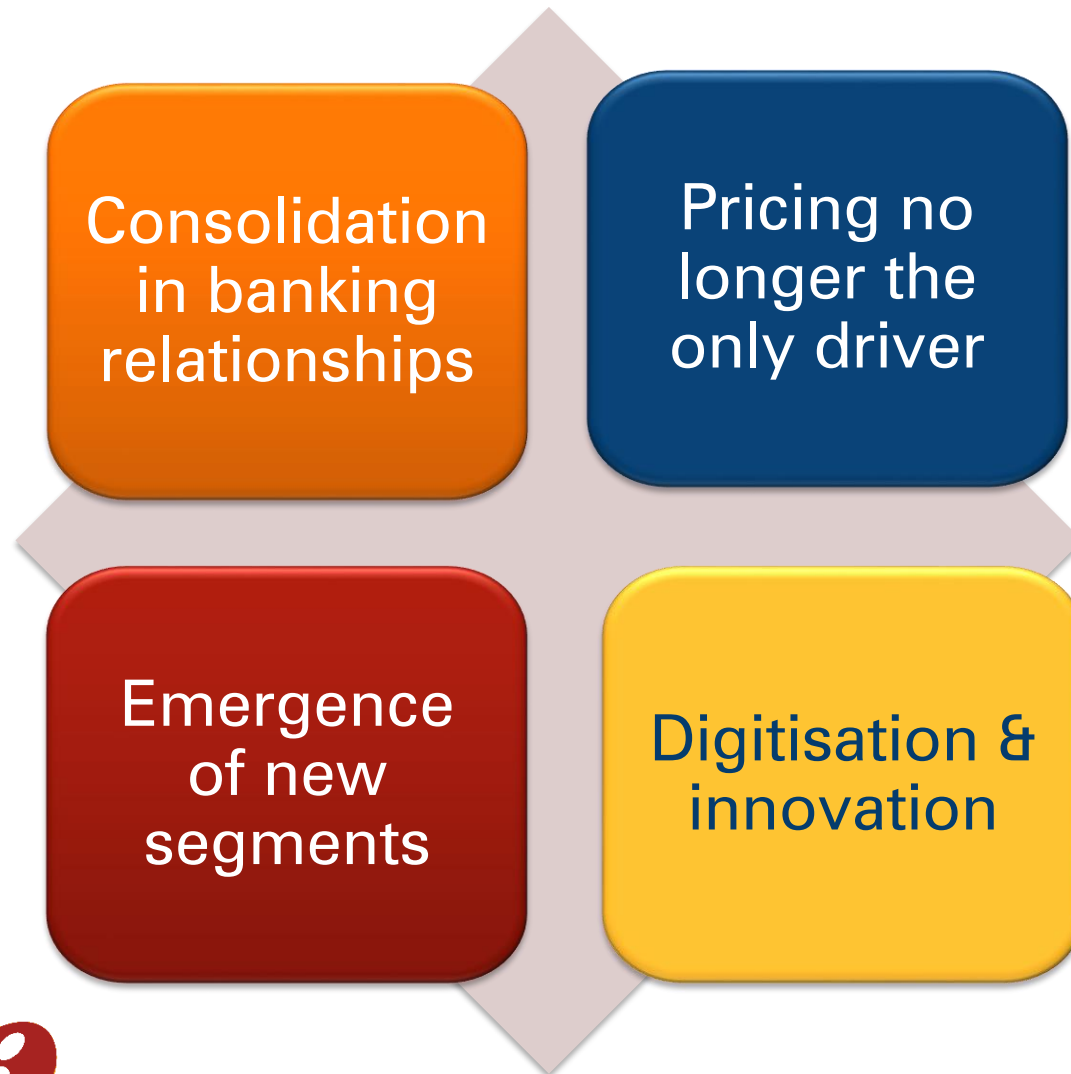 Consolidation
in banking
relationships
Pricing no
longer the
only driver
Emergence
of new
segments
Digitisation &
innovation